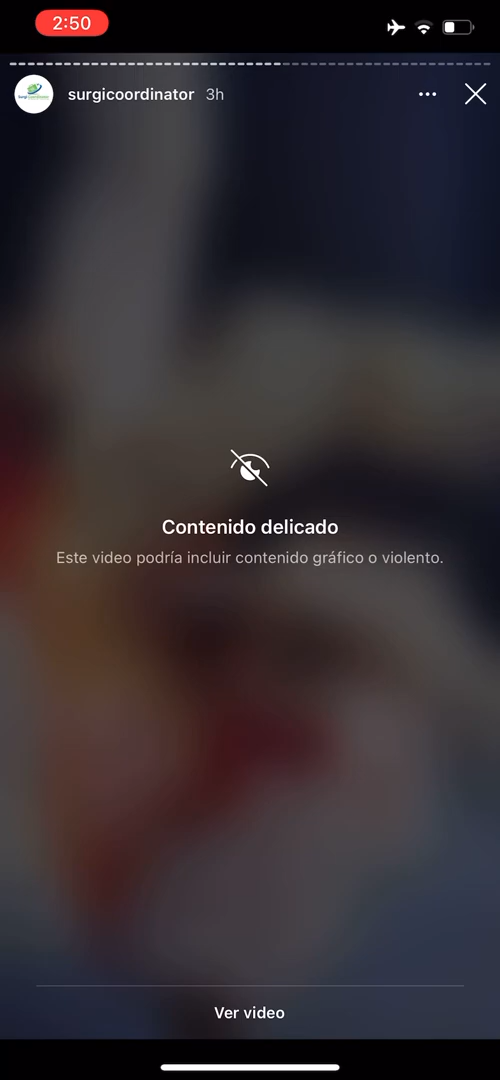 2:50
surgicoordinator 3h
Contenido delicado
Este video podría incluir contenido gráfico o violento.
Ver video